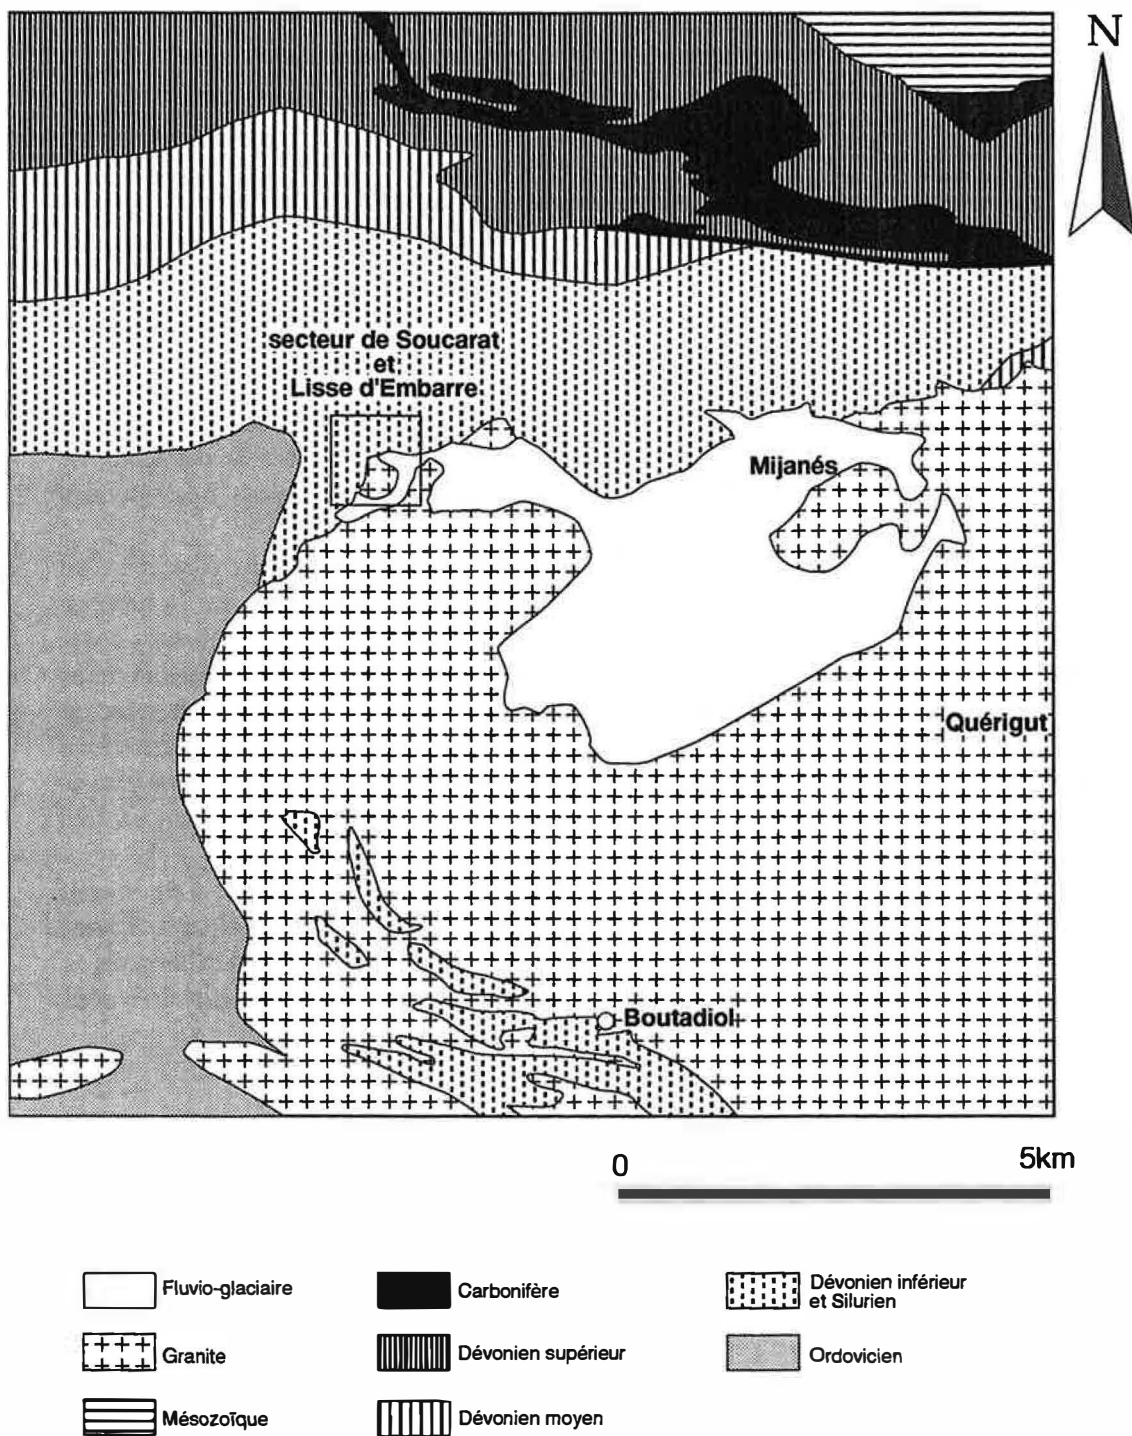 N
secteur de Soucarat
et
Lisse d'Embarre
Mijanés
Quérigut
Boutadiol
0 5km
Fluvio-glaciaire
Carbonifère
Dévonien inférieur
et Silurien
Granite
Dévonien supérieur
Ordovicien
Mésozoïque
Dévonien moyen